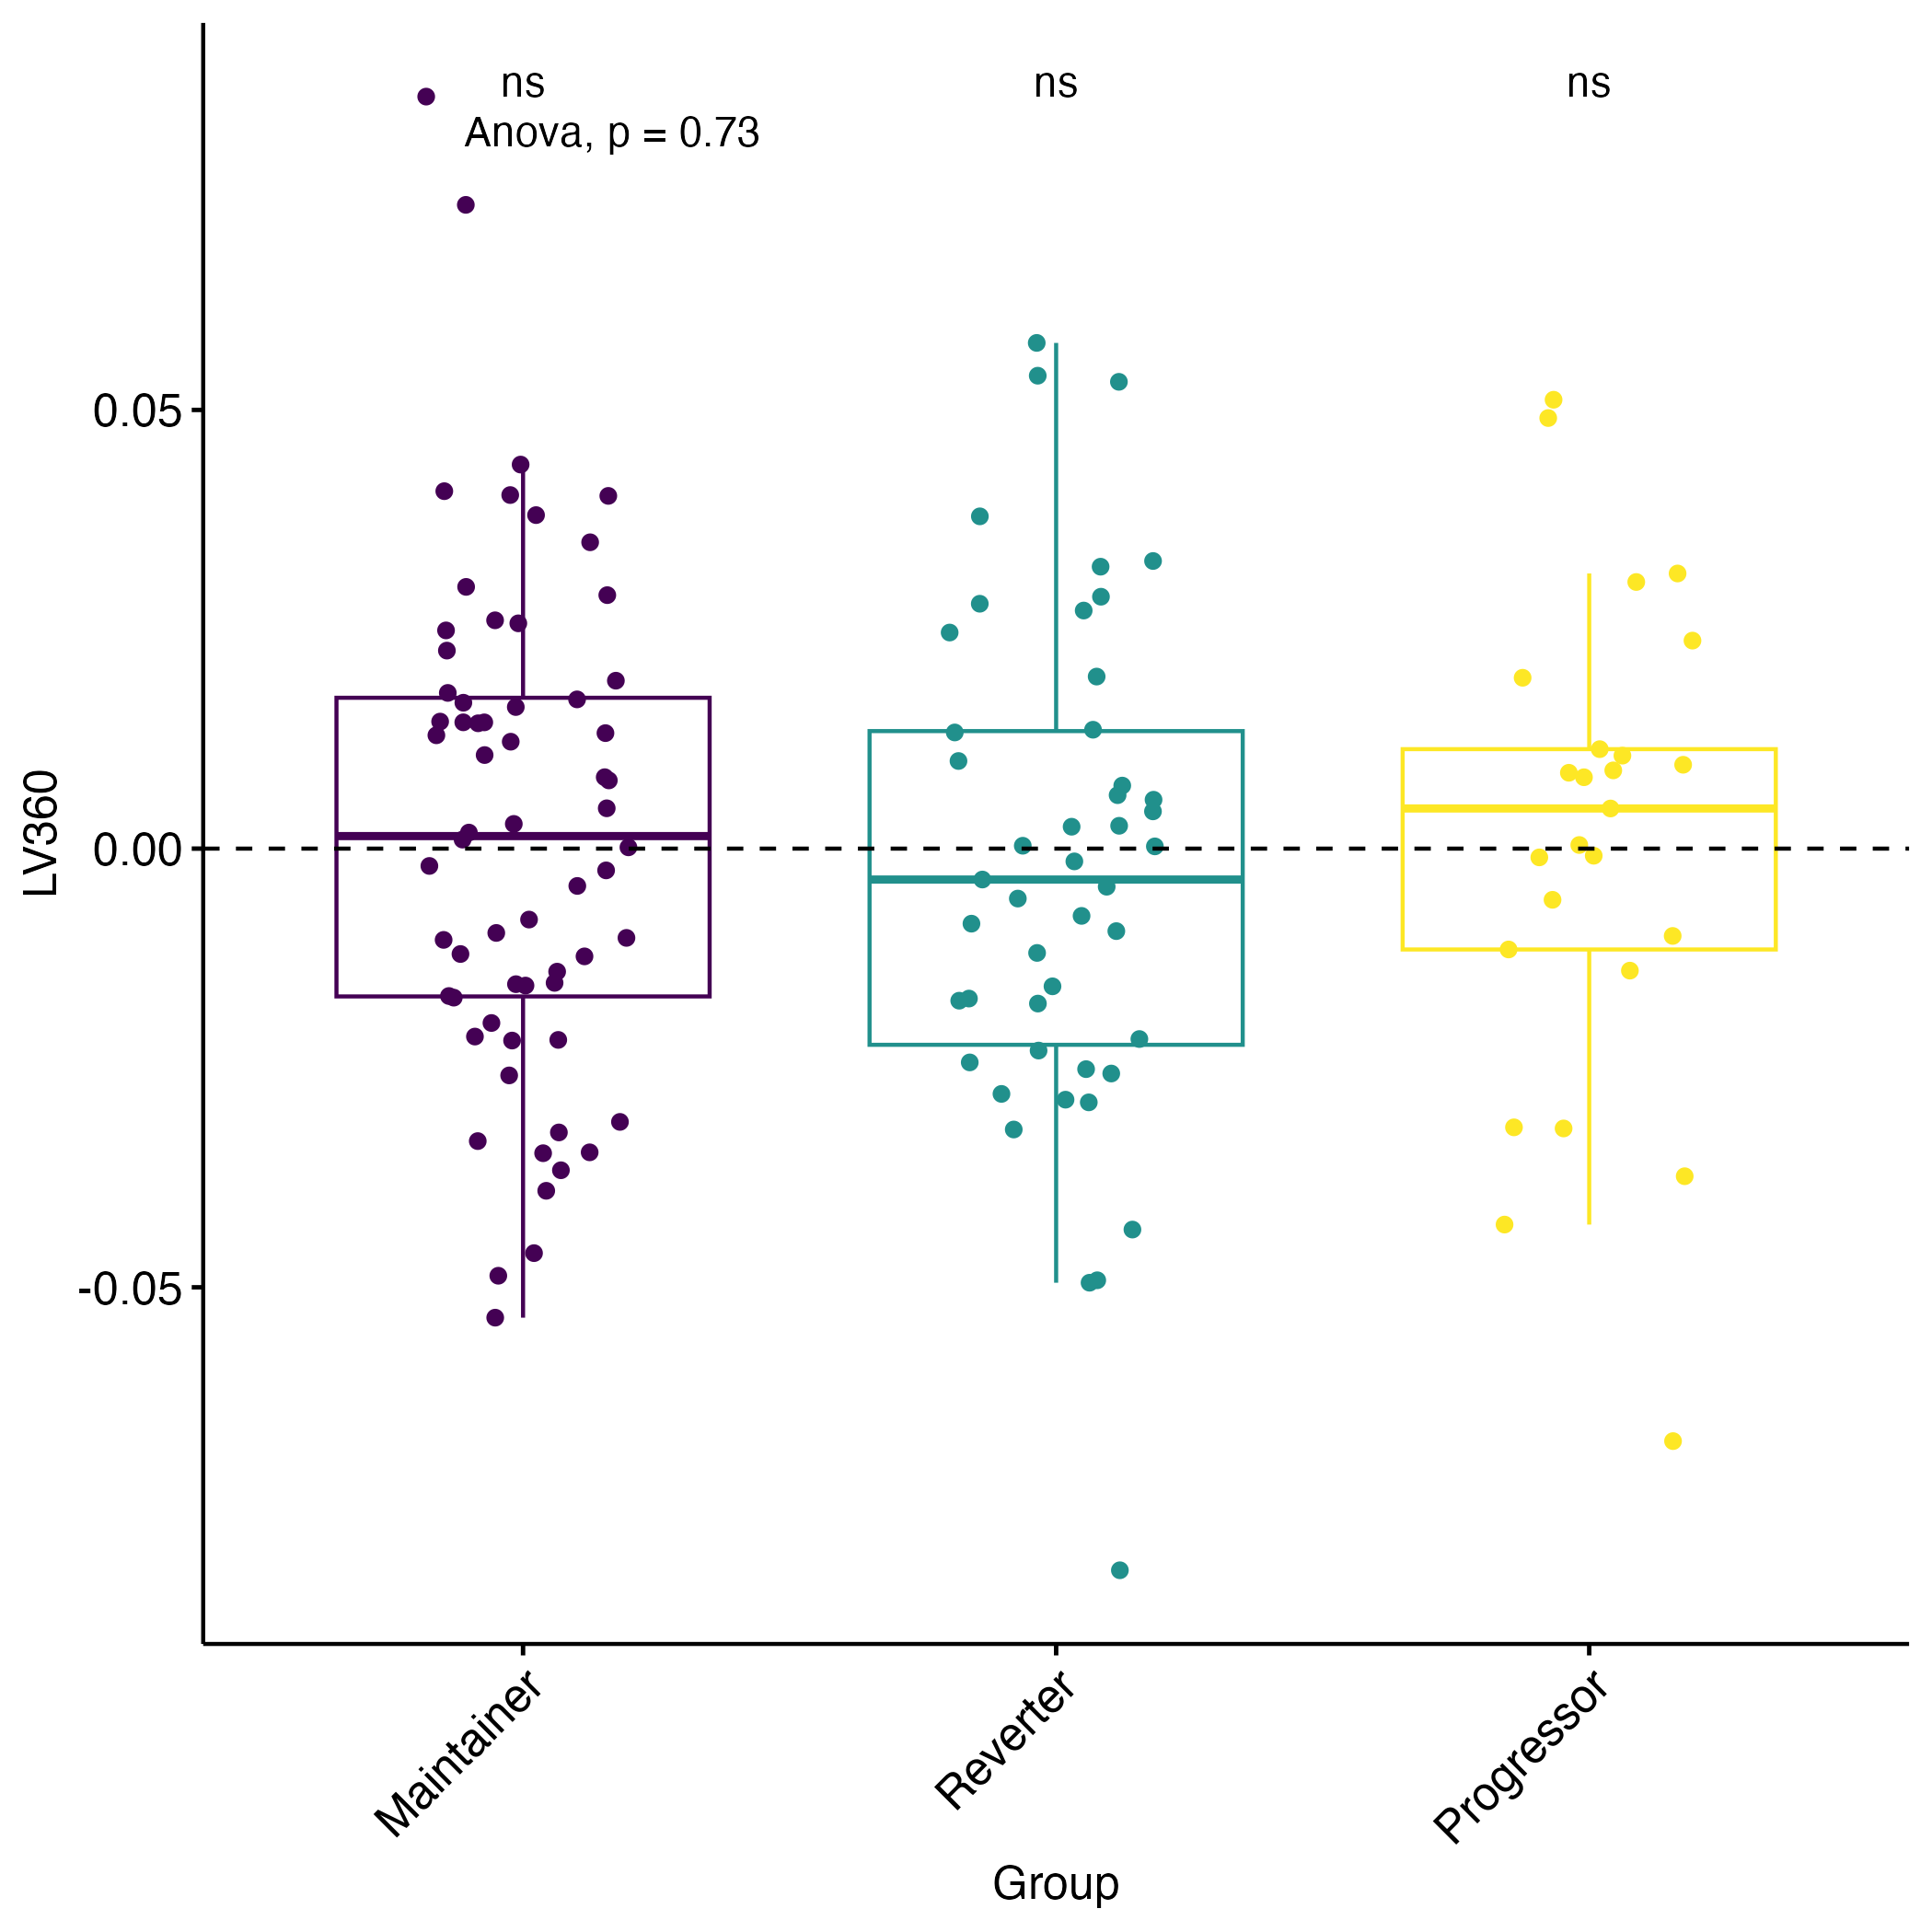 ns ns ns
Anova, p = 0.73
0.05
0.00
-0.05
LV360
Maintainer Reverter Progressor
Group